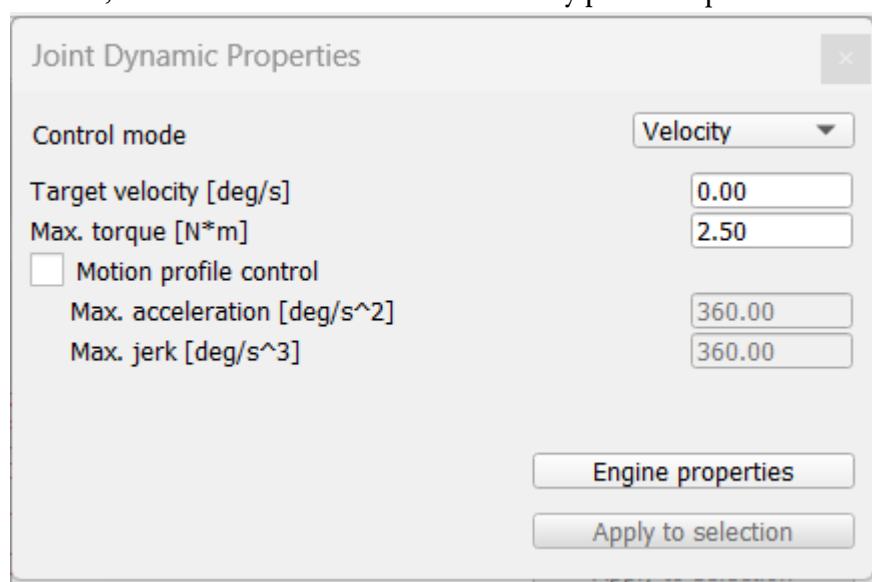 Joint Dynamic Properties ×
Control mode Velocity
Target velocity [deg/s] 0.00
Max. torque [N*m] 2.50
Motion profile control
Max. acceleration [deg/s^2] 360.00
Max. jerk [deg/s^3] 360.00
Engine properties
Apply to selection